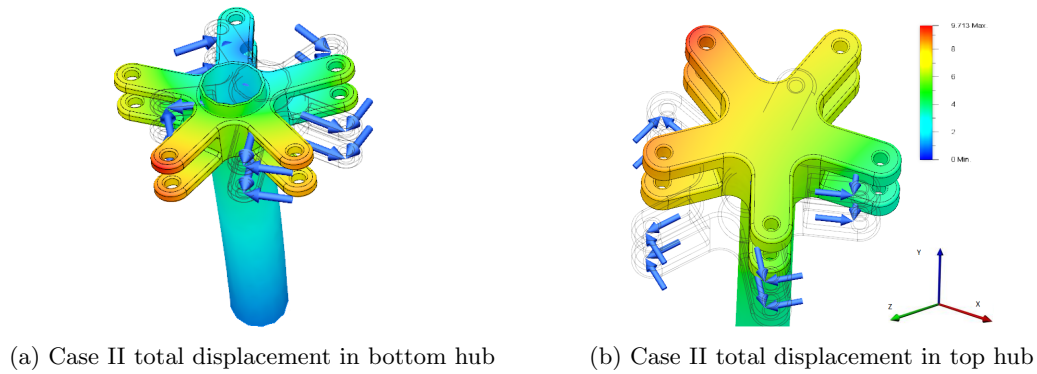 9.713 Max
8
6
4
2
0 Min
Y
Z
X
(a) Case II total displacement in bottom hub
(b) Case II total displacement in top hub